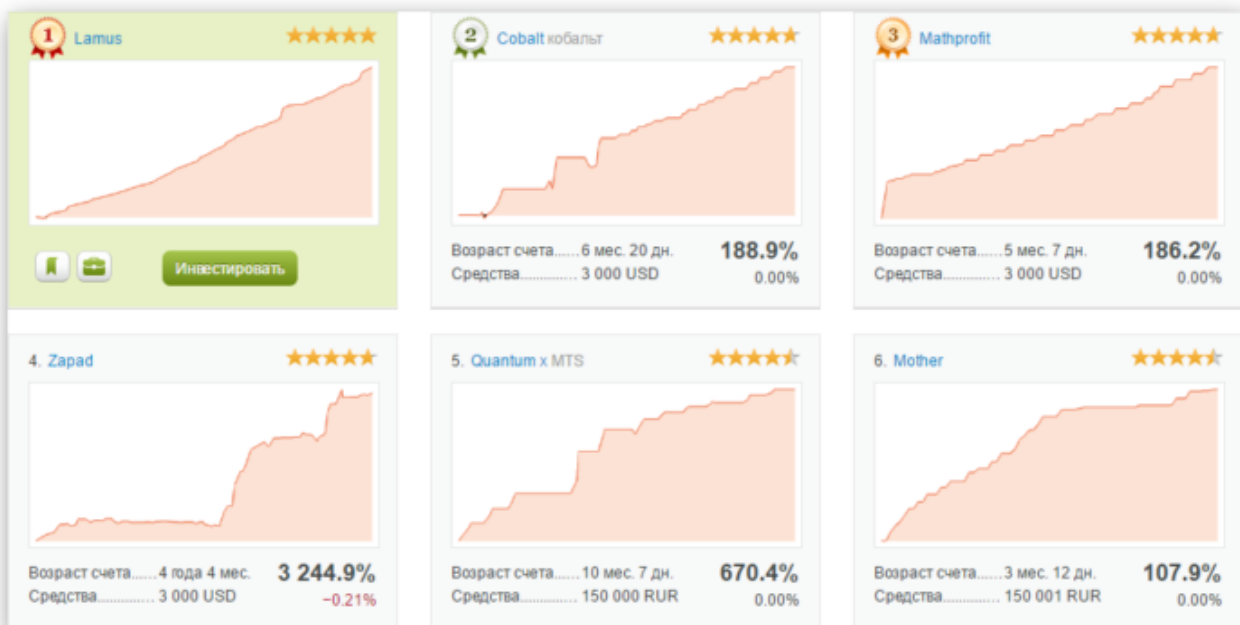 1 Lamus
2 Cobalt кобальт
3 Mathprofit
Инвестировать
Возраст счета......6 мес. 20 дн. 188.9%
Средства............. 3 000 USD 0.00%
Возраст счета......5 мес. 7 дн. 186.2%
Средства............. 3 000 USD 0.00%
4. Zapad
5. Quantum x MTS
6. Mother
Возраст счета......4 года 4 мес. 3 244.9%
Средства............. 3 000 USD −0.21%
Возраст счета......10 мес. 7 дн. 670.4%
Средства............. 150 000 RUR 0.00%
Возраст счета......3 мес. 12 дн. 107.9%
Средства............. 150 001 RUR 0.00%